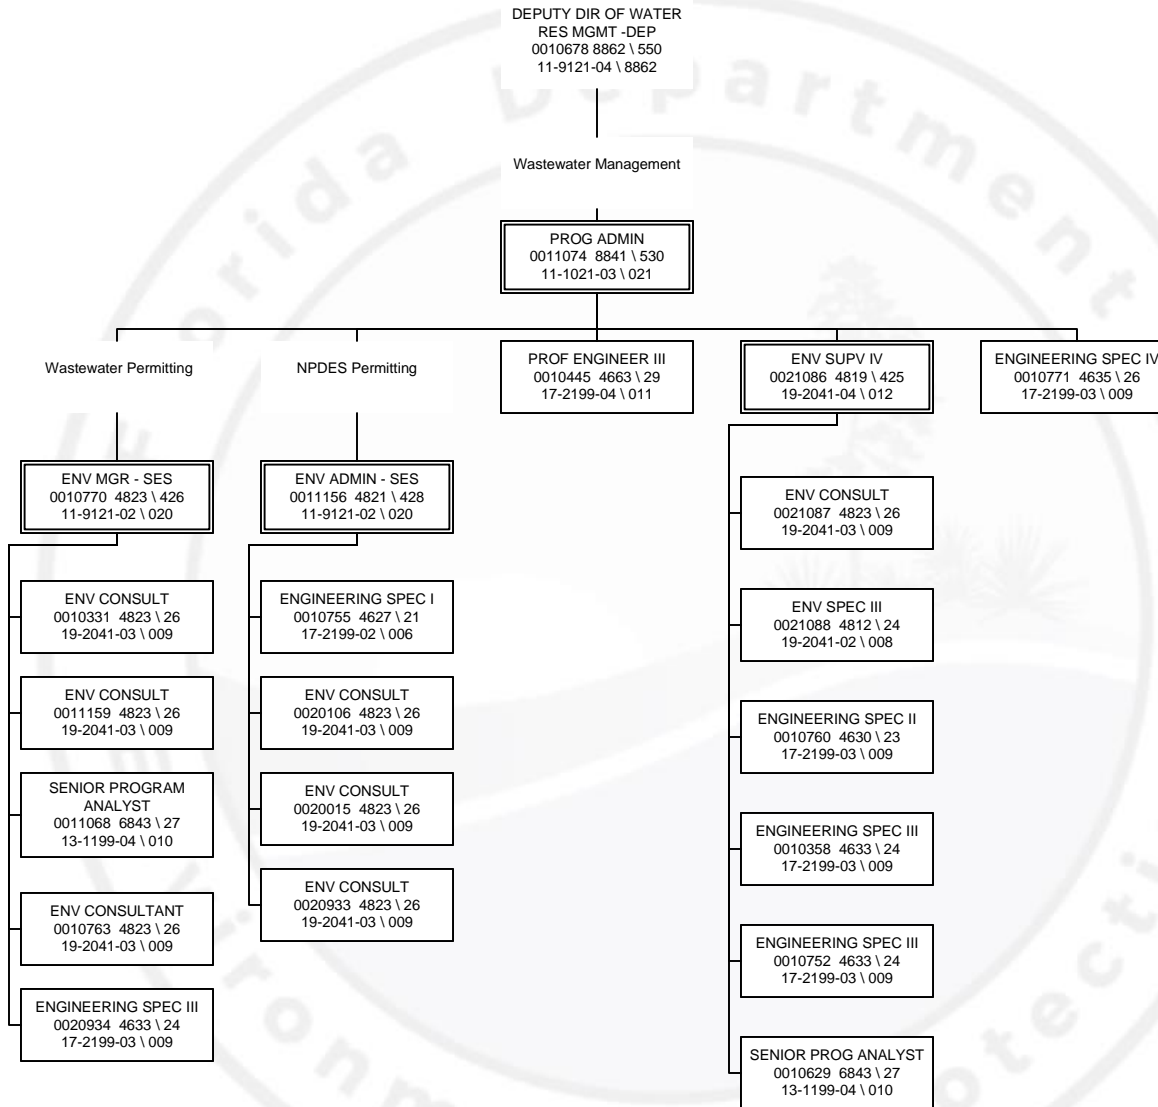 DEPUTY DIR OF WATER
RES MGMT -DEP
0010678 8862 \ 550
11-9121-04 \ 8862
Wastewater Management
PROG ADMIN
0011074 8841 \ 530
11-1021-03 \ 021
Wastewater Permitting
NPDES Permitting
PROF ENGINEER III
0010445 4663 \ 29
17-2199-04 \ 011
ENV SUPV IV
0021086 4819 \ 425
19-2041-04 \ 012
ENGINEERING SPEC IV
0010771 4635 \ 26
17-2199-03 \ 009
ENV MGR - SES
0010770 4823 \ 426
11-9121-02 \ 020
ENV CONSULT
0010331 4823 \ 26
19-2041-03 \ 009
ENV CONSULT
0011159 4823 \ 26
19-2041-03 \ 009
SENIOR PROGRAM
ANALYST
0011068 6843 \ 27
13-1199-04 \ 010
ENV CONSULTANT
0010763 4823 \ 26
19-2041-03 \ 009
ENGINEERING SPEC III
0020934 4633 \ 24
17-2199-03 \ 009
ENV ADMIN - SES
0011156 4821 \ 428
11-9121-02 \ 020
ENGINEERING SPEC I
0010755 4627 \ 21
17-2199-02 \ 006
ENV CONSULT
0020106 4823 \ 26
19-2041-03 \ 009
ENV CONSULT
0020015 4823 \ 26
19-2041-03 \ 009
ENV CONSULT
0020933 4823 \ 26
19-2041-03 \ 009
ENV CONSULT
0021087 4823 \ 26
19-2041-03 \ 009
ENV SPEC III
0021088 4812 \ 24
19-2041-02 \ 008
ENGINEERING SPEC II
0010760 4630 \ 23
17-2199-03 \ 009
ENGINEERING SPEC III
0010358 4633 \ 24
17-2199-03 \ 009
ENGINEERING SPEC III
0010752 4633 \ 24
17-2199-03 \ 009
SENIOR PROG ANALYST
0010629 6843 \ 27
13-1199-04 \ 010